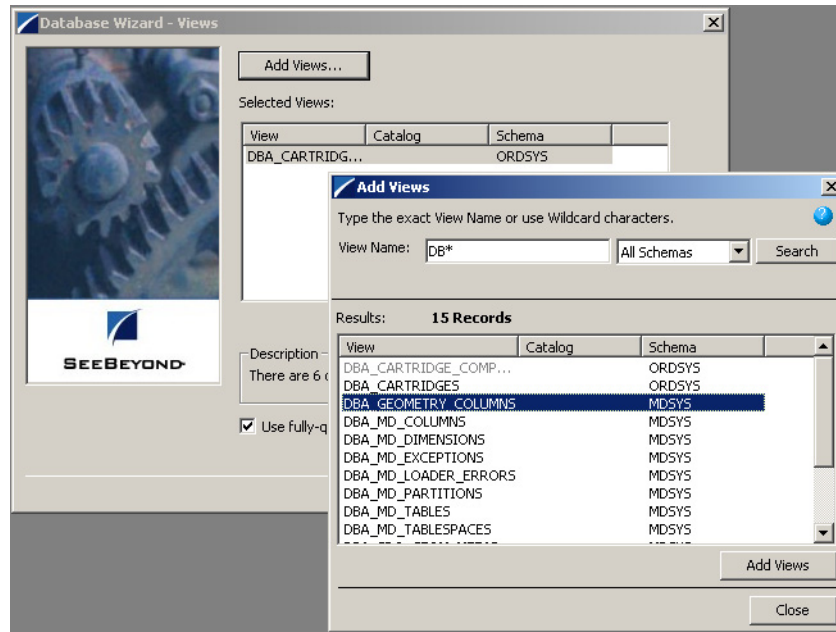 Database Wizard - Views
Add Views...
Selected Views:
View Catalog Schema
DBA_CARTRIDG... ORDSYS
SEEBEYOND
Description
There are 6
Use fully-q
Add Views
Type the exact View Name or use Wildcard characters.
View Name: DB* All Schemas Search
Results: 15 Records
View Catalog Schema
DBA_CARTRIDGE_COMP... ORDSYS
DBA_CARTRIDGES ORDSYS
DBA_GEOMETRY_COLUMNS MDSYS
DBA_MD_COLUMNS MDSYS
DBA_MD_DIMENSIONS MDSYS
DBA_MD_EXCEPTIONS MDSYS
DBA_MD_LOADER_ERRORS MDSYS
DBA_MD_PARTITIONS MDSYS
DBA_MD_TABLES MDSYS
DBA_MD_TABLESPACES MDSYS
Add Views
Close